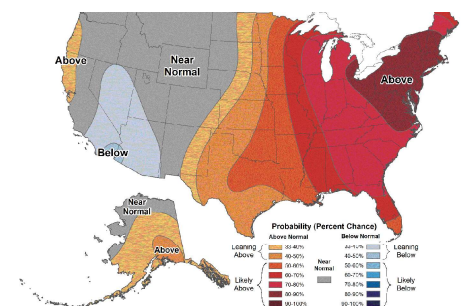 Above
Near
Normal
Above
Below
Near
Normal
Above
Probability (Percent Chance)
Above Normal
Below Normal
Leaning
Above
33-40%
40-50%
Likely
Above
50-60%
60-70%
70-80%
80-90%
90-100%
Near
Normal
33-40%
40-50%
Leaning
Below
50-60%
60-70%
70-80%
80-90%
90-100%
Likely
Below